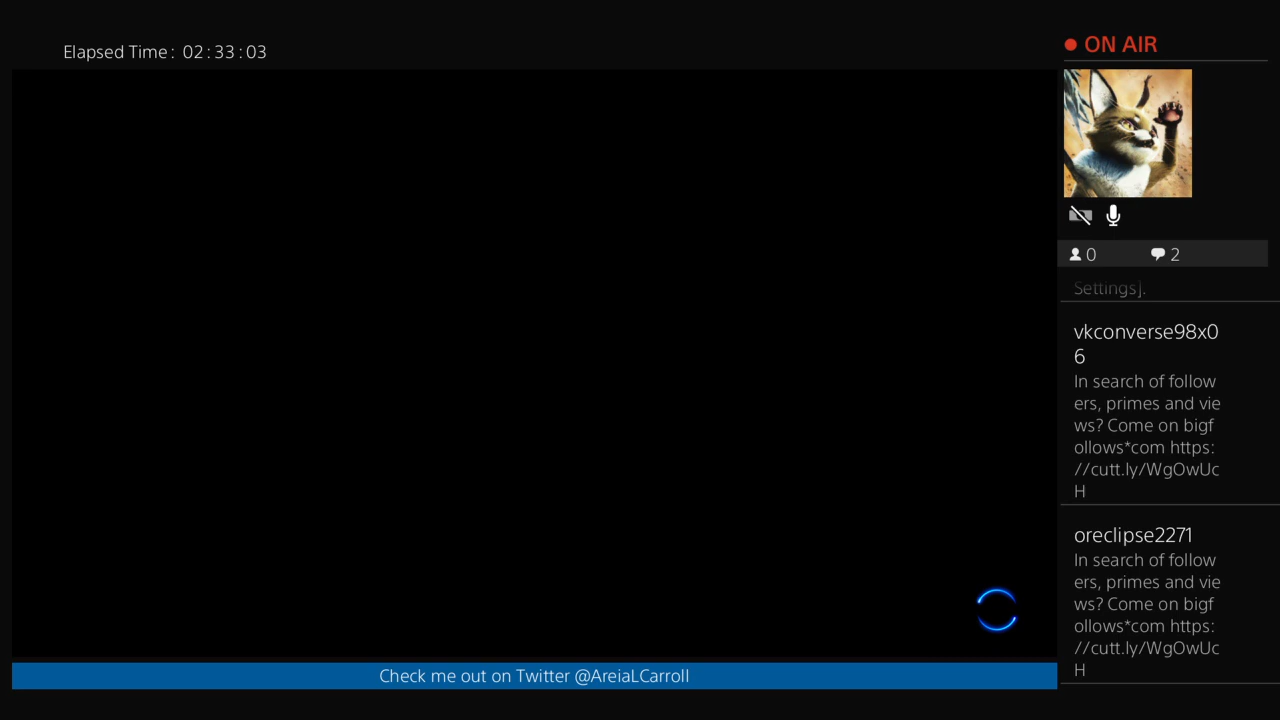 Elapsed Time: 02:33:03
ON AIR
0 2
Settings].
vkconverse98x0
6
In search of follow
ers, primes and vie
ws? Come on bigf
ollows*com https:
//cutt.ly/WgOwUc
H
oreclipse2271
In search of follow
ers, primes and vie
ws? Come on bigf
ollows*com https:
//cutt.ly/WgOwUc
H
Check me out on Twitter @AreiaLCarroll